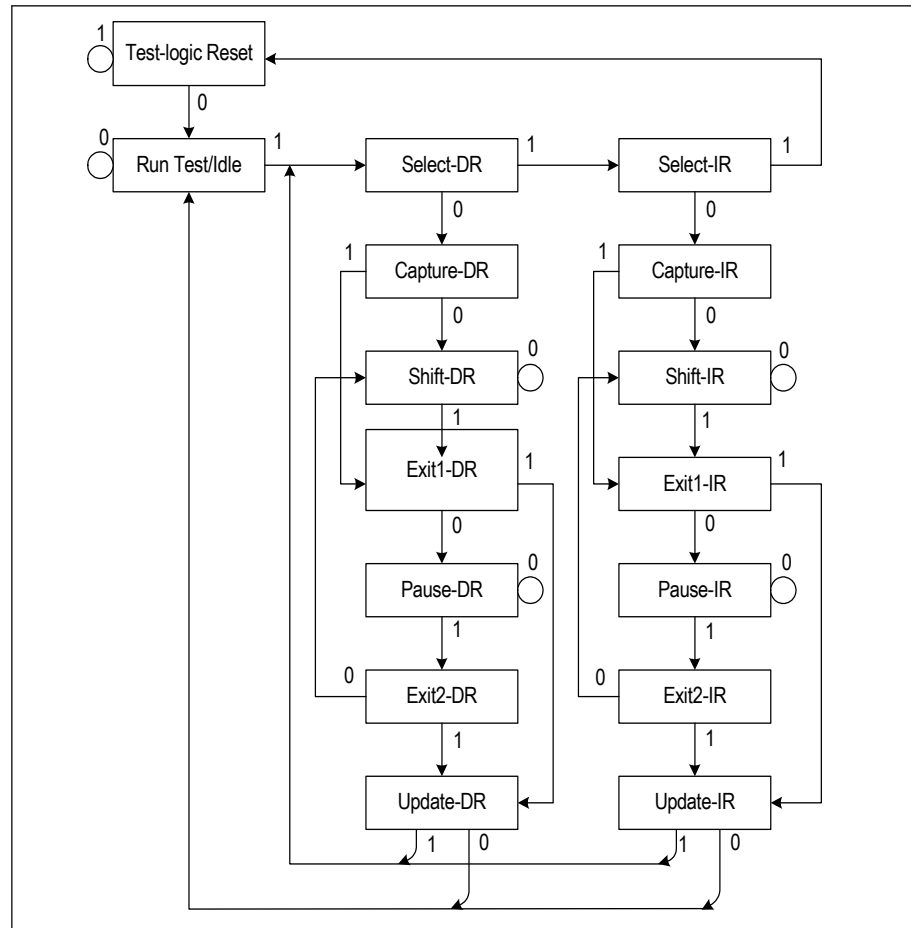 1
Test-logic Reset
0
0
Run Test/Idle
1
Select-DR
1
Select-IR
1
0
0
1
Capture-DR
1
Capture-IR
0
0
Shift-DR
0
Shift-IR
0
1
1
Exit1-DR
1
Exit1-IR
1
0
0
Pause-DR
0
Pause-IR
0
1
1
0
Exit2-DR
0
Exit2-IR
1
1
Update-DR
Update-IR
1
0
1
0